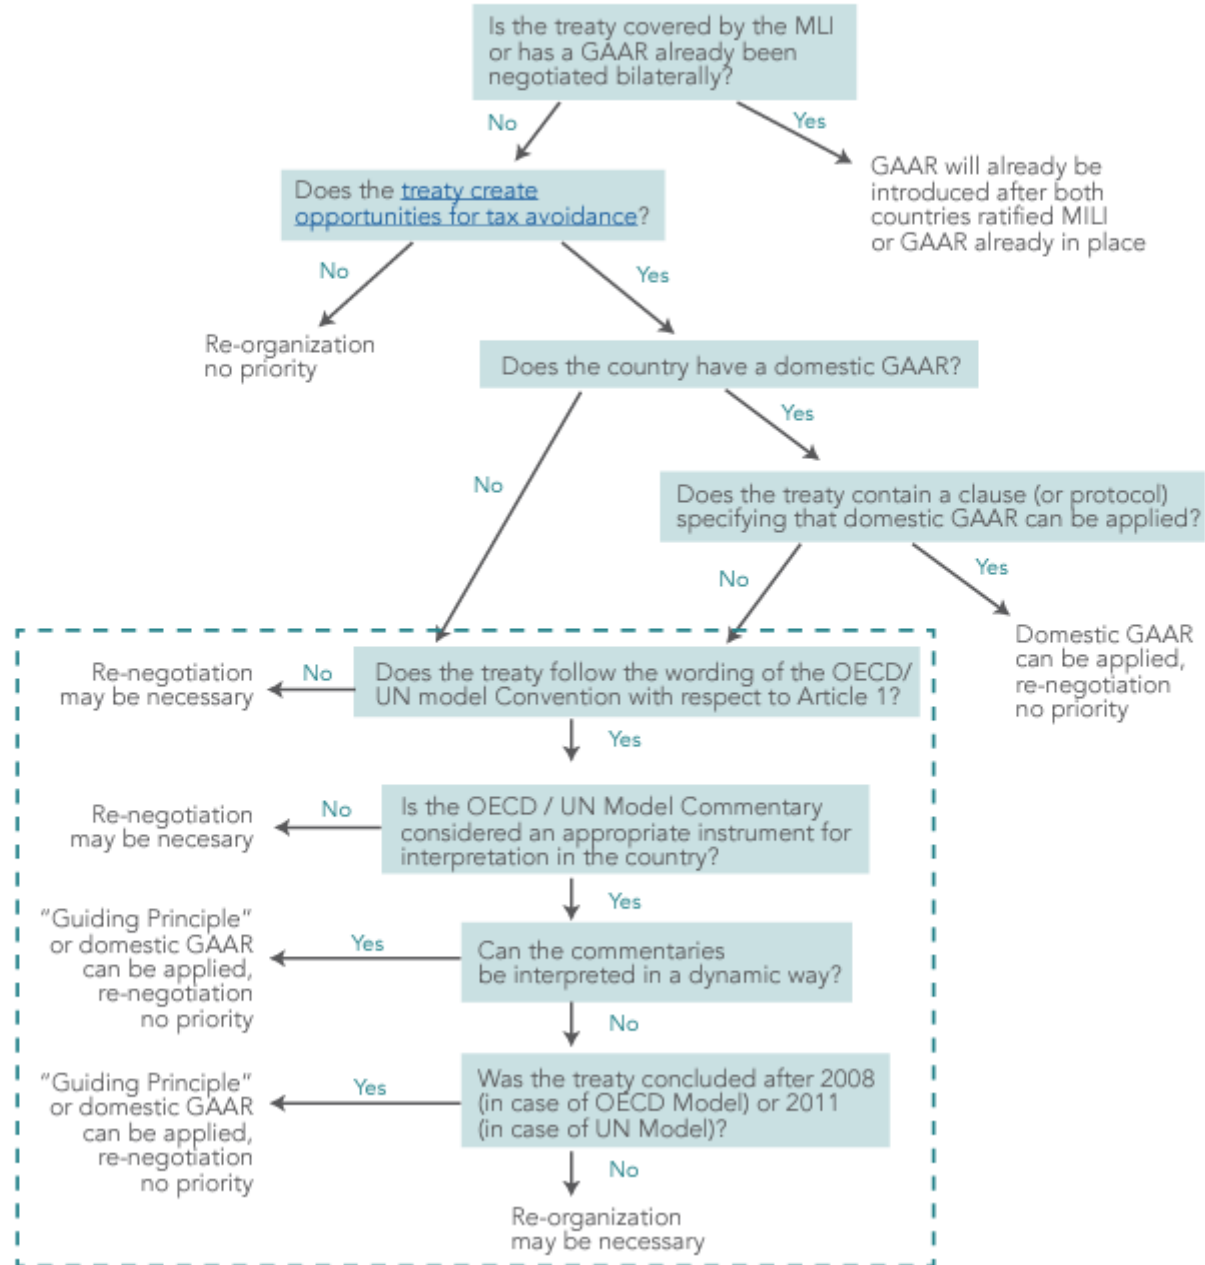 Is the treaty covered by the MLI
or has a GAAR already been
negotiated bilaterally?
No
Yes
GAAR will already be
introduced after both
countries ratified MILI
or GAAR already in place
Does the treaty create
opportunities for tax avoidance?
No
Yes
Re-organization
no priority
Does the country have a domestic GAAR?
Yes
No
Does the treaty contain a clause (or protocol)
specifying that domestic GAAR can be applied?
No
Yes
Domestic GAAR
can be applied,
re-negotiation
no priority
Does the treaty follow the wording of the OECD/
UN model Convention with respect to Article 1?
No
Re-negotiation
may be necessary
Yes
Is the OECD / UN Model Commentary
considered an appropriate instrument for
interpretation in the country?
No
Re-negotiation
may be necesary
Yes
Can the commentaries
be interpreted in a dynamic way?
Yes
"Guiding Principle"
or domestic GAAR
can be applied,
re-negotiation
no priority
No
Was the treaty concluded after 2008
(in case of OECD Model) or 2011
(in case of UN Model)?
Yes
"Guiding Principle"
or domestic GAAR
can be applied,
re-negotiation
no priority
No
Re-organization
may be necessary